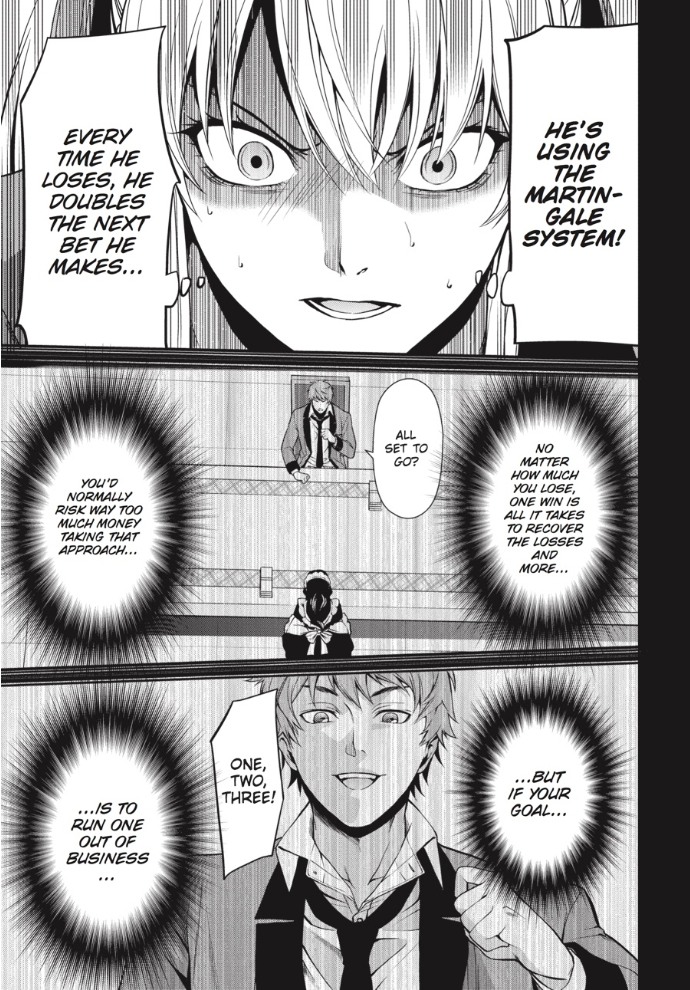 HE'S
USING
THE
MARTIN-
GALE
SYSTEM!
EVERY
TIME HE
LOSES, HE
DOUBLES
THE NEXT
BET HE
MAKES...
NO
MATTER
HOW MUCH
YOU LOSE,
ONE WIN IS
ALL IT TAKES
TO RECOVER
THE LOSSES
AND
MORE...
ALL
SET TO
GO?
YOU'D
NORMALLY
RISK WAY TOO
MUCH MONEY
TAKING THAT
APPROACH...
...BUT
IF YOUR
GOAL...
ONE,
TWO,
THREE!
...IS TO
RUN ONE
OUT OF
BUSINESS
...